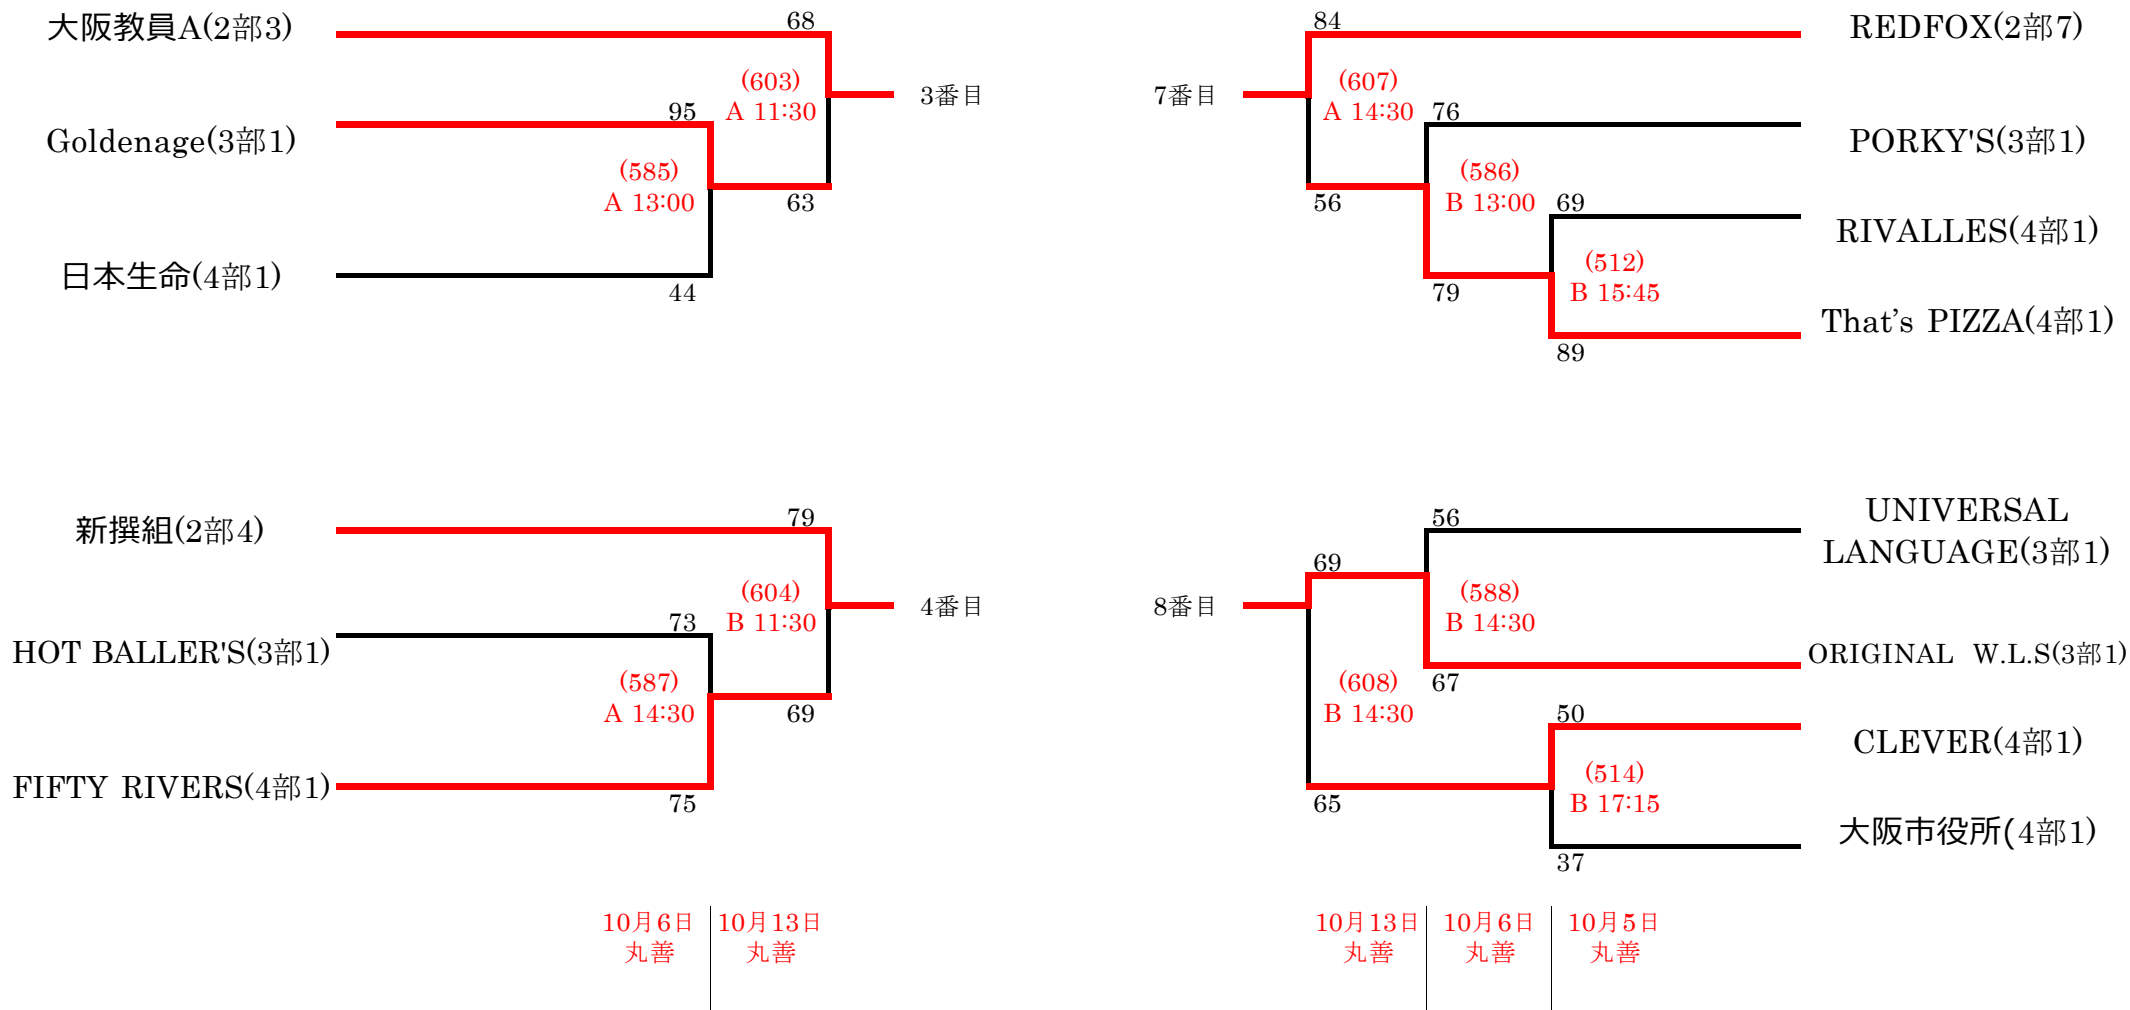 大阪教員A(2部3)
68
(603)
A 11:30
3番目
Goldenage(3部1)
95
(585)
A 13:00
63
日本生命(4部1)
44
新撰組(2部4)
79
(604)
B 11:30
4番目
HOT BALLER'S(3部1)
73
(587)
A 14:30
69
FIFTY RIVERS(4部1)
75
10月6日
丸善
10月13日
丸善
84
REDFOX(2部7)
7番目
(607)
A 14:30
76
PORKY'S(3部1)
56
(586)
B 13:00
69
RIVALLES(4部1)
79
(512)
B 15:45
That's PIZZA(4部1)
89
56
UNIVERSAL
LANGUAGE(3部1)
69
8番目
(588)
B 14:30
ORIGINAL W.L.S(3部1)
67
(608)
B 14:30
50
CLEVER(4部1)
65
(514)
B 17:15
大阪市役所(4部1)
37
10月13日
丸善
10月6日
丸善
10月5日
丸善